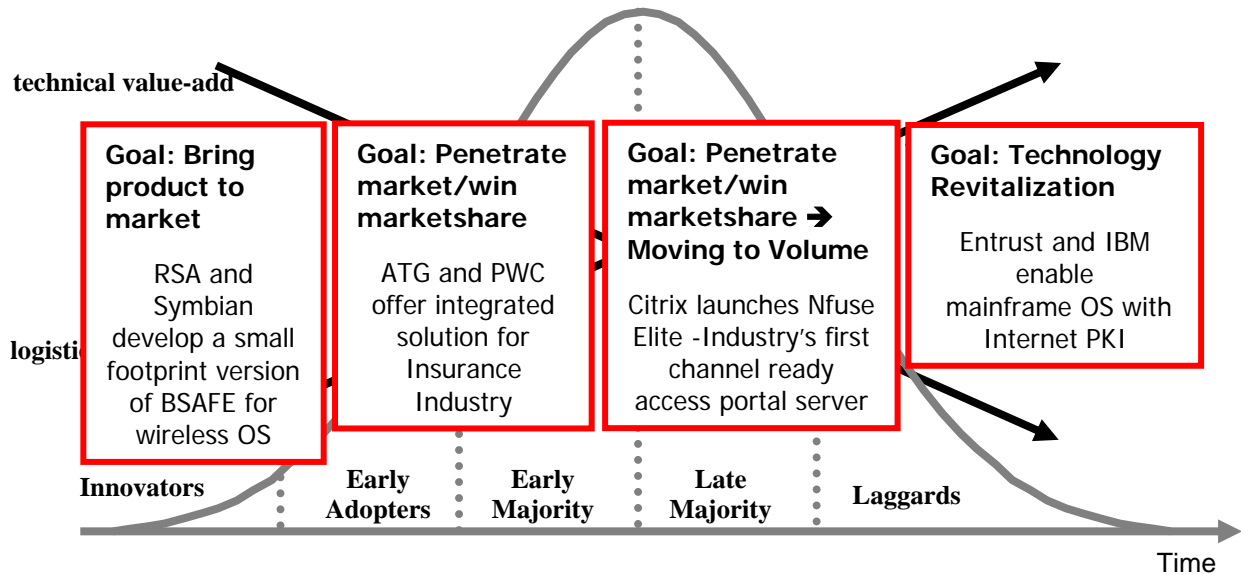 technical value-add
Goal: Bring
product to
market
RSA and
Symbian
develop a small
footprint version
of BSAFE for
wireless OS
Goal: Penetrate
market/win
marketshare
ATG and PWC
offer integrated
solution for
Insurance
Industry
Goal: Penetrate
market/win
marketshare ➔
Moving to Volume
Citrix launches Nfuse
Elite -Industry's first
channel ready
access portal server
Goal: Technology
Revitalization
Entrust and IBM
enable
mainframe OS with
Internet PKI
Innovators
Early
Adopters
Early
Majority
Late
Majority
Laggards
Time